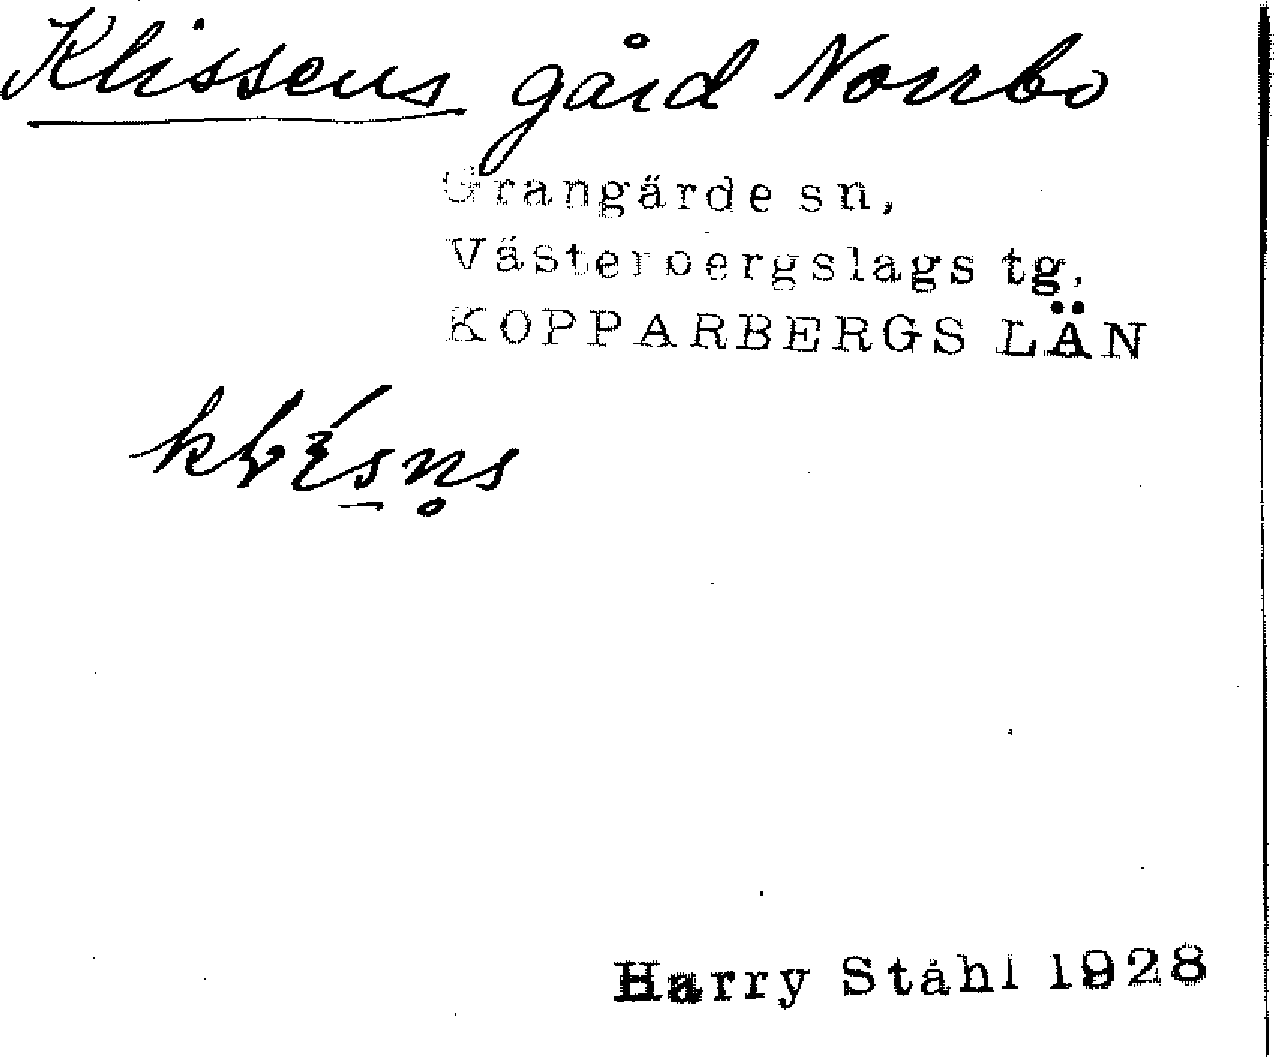 Klissens gård Norrbo
Grangärde sn,
Västerbergslags tg.
KOPPARBERGS LÄN
Harry Ståhl 1928